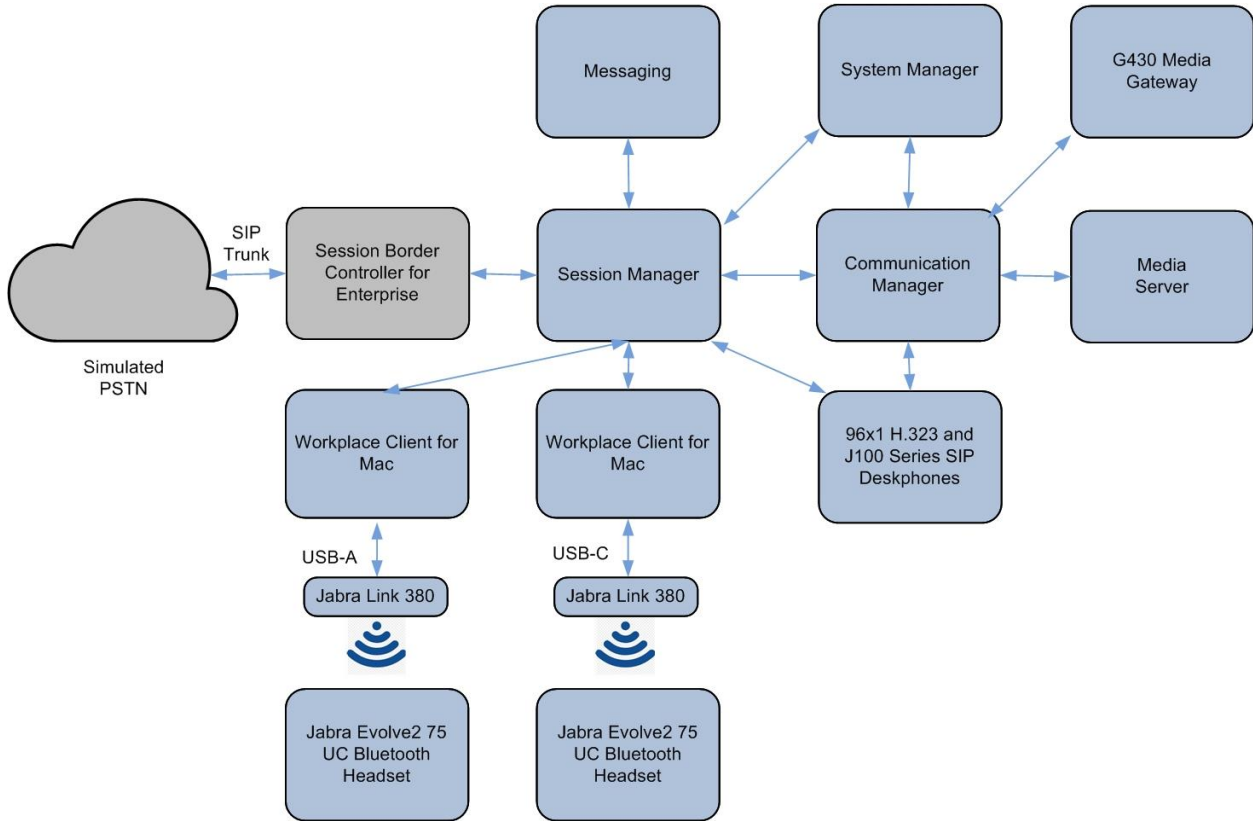 Messaging
System Manager
G430 Media
Gateway
SIP
Trunk
Session Border
Controller for
Enterprise
Session Manager
Communication
Manager
Media
Server
Simulated
PSTN
Workplace Client for
Mac
Workplace Client for
Mac
96x1 H.323 and
J100 Series SIP
Deskphones
USB-A
USB-C
Jabra Link 380
Jabra Link 380
Jabra Evolve2 75
UC Bluetooth
Headset
Jabra Evolve2 75
UC Bluetooth
Headset